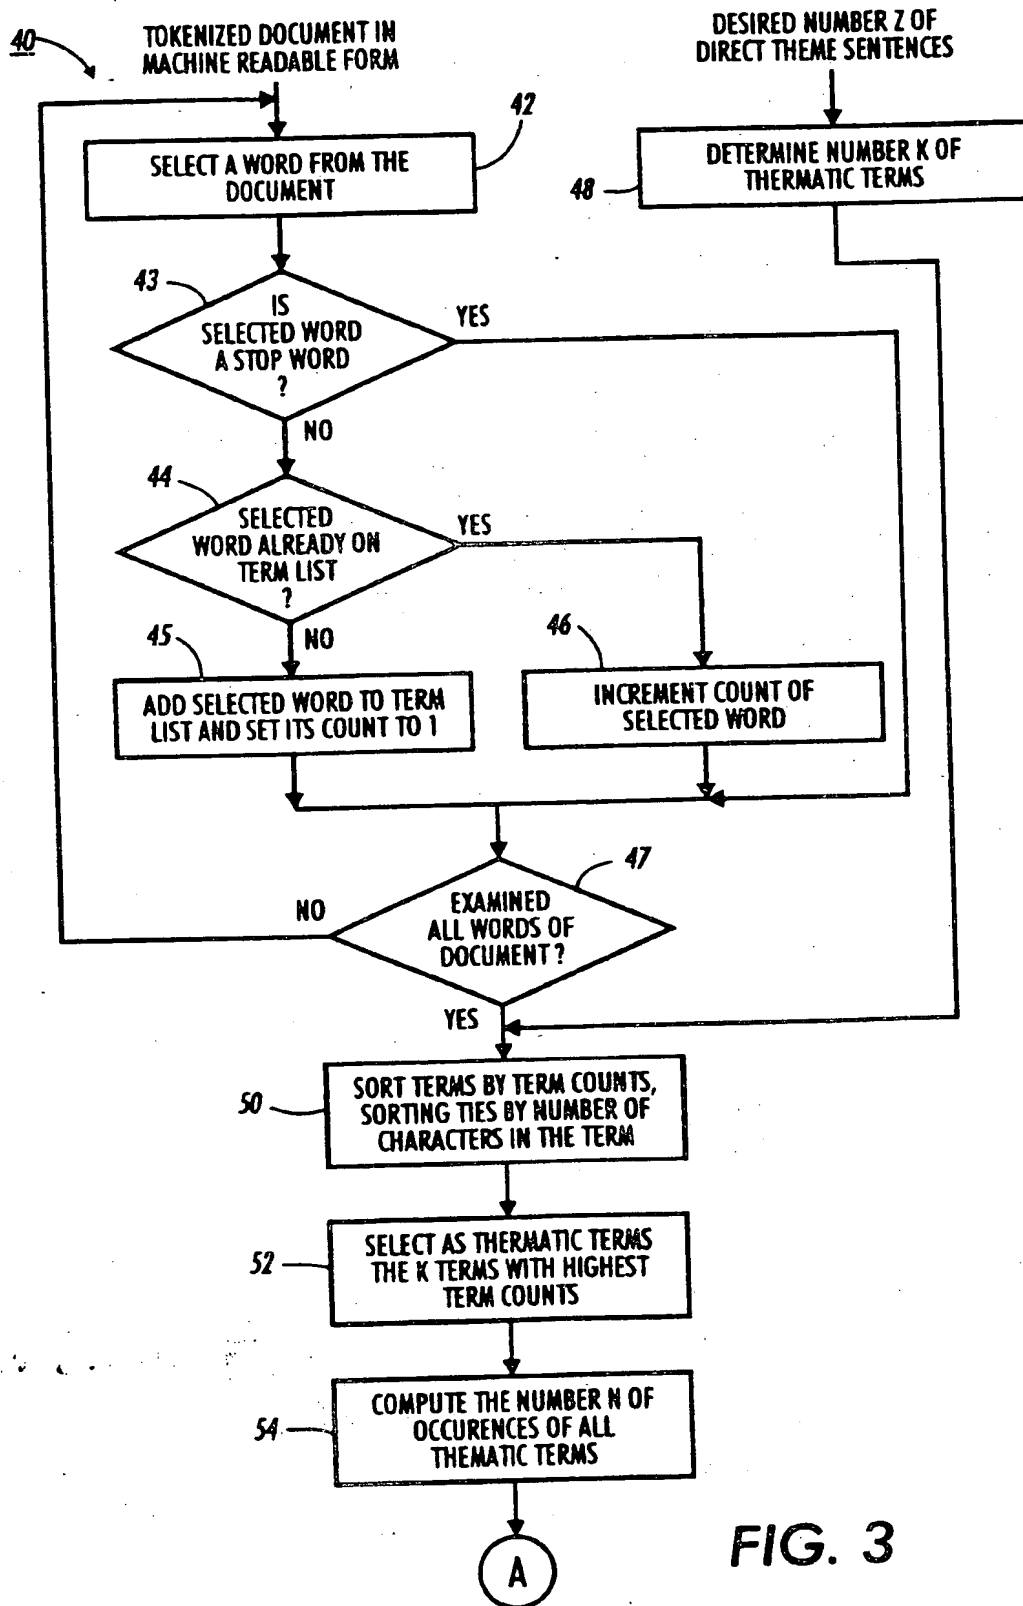 40
TOKENIZED DOCUMENT IN
MACHINE READABLE FORM
DESIRED NUMBER Z OF
DIRECT THEME SENTENCES
42
SELECT A WORD FROM THE
DOCUMENT
48
DETERMINE NUMBER K OF
THERMATIC TERMS
43
IS
SELECTED WORD
A STOP WORD
?
YES
NO
44
SELECTED
WORD ALREADY ON
TERM LIST
?
YES
NO
45
ADD SELECTED WORD TO TERM
LIST AND SET ITS COUNT TO 1
46
INCREMENT COUNT OF
SELECTED WORD
47
EXAMINED
ALL WORDS OF
DOCUMENT ?
NO
YES
50
SORT TERMS BY TERM COUNTS,
SORTING TIES BY NUMBER OF
CHARACTERS IN THE TERM
52
SELECT AS THERMATIC TERMS
THE K TERMS WITH HIGHEST
TERM COUNTS
54
COMPUTE THE NUMBER N OF
OCCURENCES OF ALL
THEMATIC TERMS
A
FIG. 3